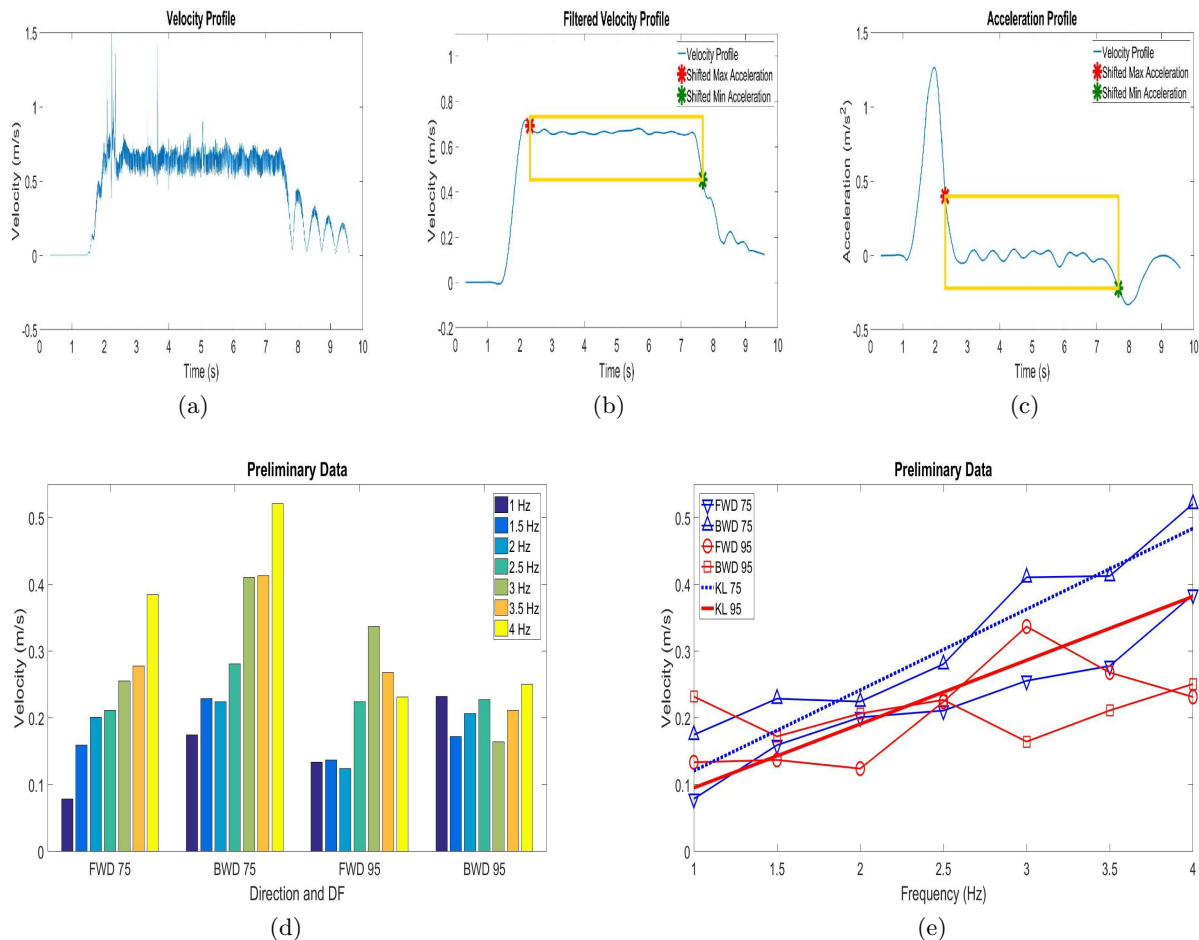 Velocity Profile
1.5
1
0.5
0
-0.5
Velocity (m/s)
0 1 2 3 4 5 6 7 8 9 10
Time (s)
(a)
Filtered Velocity Profile
1
0.8
0.6
0.4
0.2
0
-0.2
Velocity (m/s)
Velocity Profile
Shifted Max Acceleration
Shifted Min Acceleration
0 1 2 3 4 5 6 7 8 9 10
Time (s)
(b)
Acceleration Profile
1.5
1
0.5
0
-0.5
Acceleration (m/s²)
Velocity Profile
Shifted Max Acceleration
Shifted Min Acceleration
0 1 2 3 4 5 6 7 8 9 10
Time (s)
(c)
Preliminary Data
0.5
0.4
0.3
0.2
0.1
0
Velocity (m/s)
1 Hz
1.5 Hz
2 Hz
2.5 Hz
3 Hz
3.5 Hz
4 Hz
FWD 75 BWD 75 FWD 95 BWD 95
Direction and DF
(d)
Preliminary Data
0.5
0.4
0.3
0.2
0.1
0
Velocity (m/s)
FWD 75
BWD 75
FWD 95
BWD 95
KL 75
KL 95
1 1.5 2 2.5 3 3.5 4
Frequency (Hz)
(e)